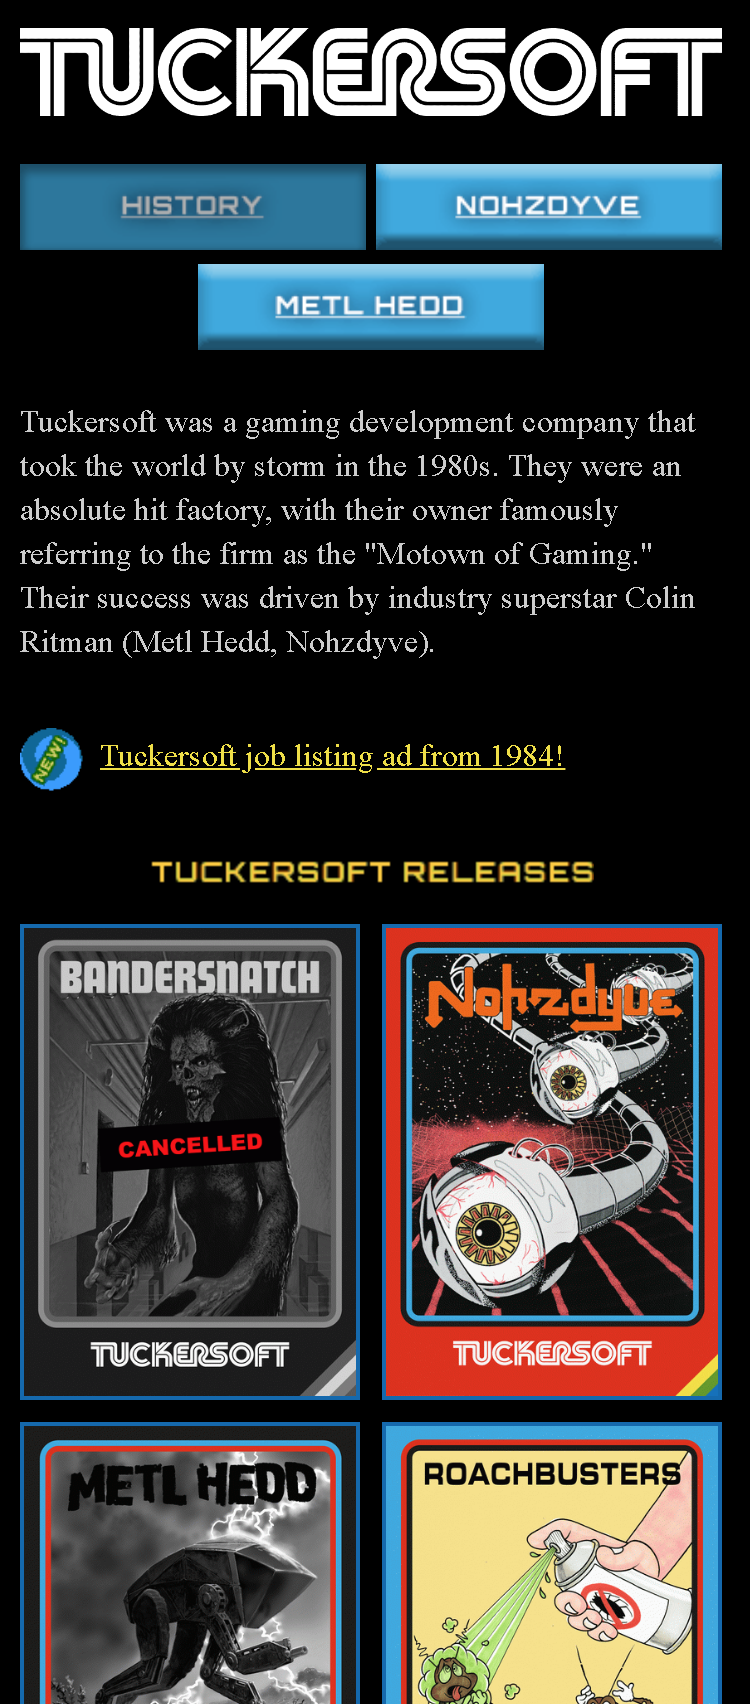 TUCKERSOFT
HISTORY
NOHZDYVE
METL HEDD
Tuckersoft was a gaming development company that
took the world by storm in the 1980s. They were an
absolute hit factory, with their owner famously
referring to the firm as the "Motown of Gaming."
Their success was driven by industry superstar Colin
Ritman (Metl Hedd, Nohzdyve).
NEW!
Tuckersoft job listing ad from 1984!
TUCKERSOFT RELEASES
BANDERSNATCH
CANCELLED
TUCKERSOFT
Nohzdyve
TUCKERSOFT
METL HEDD
ROACHBUSTERS